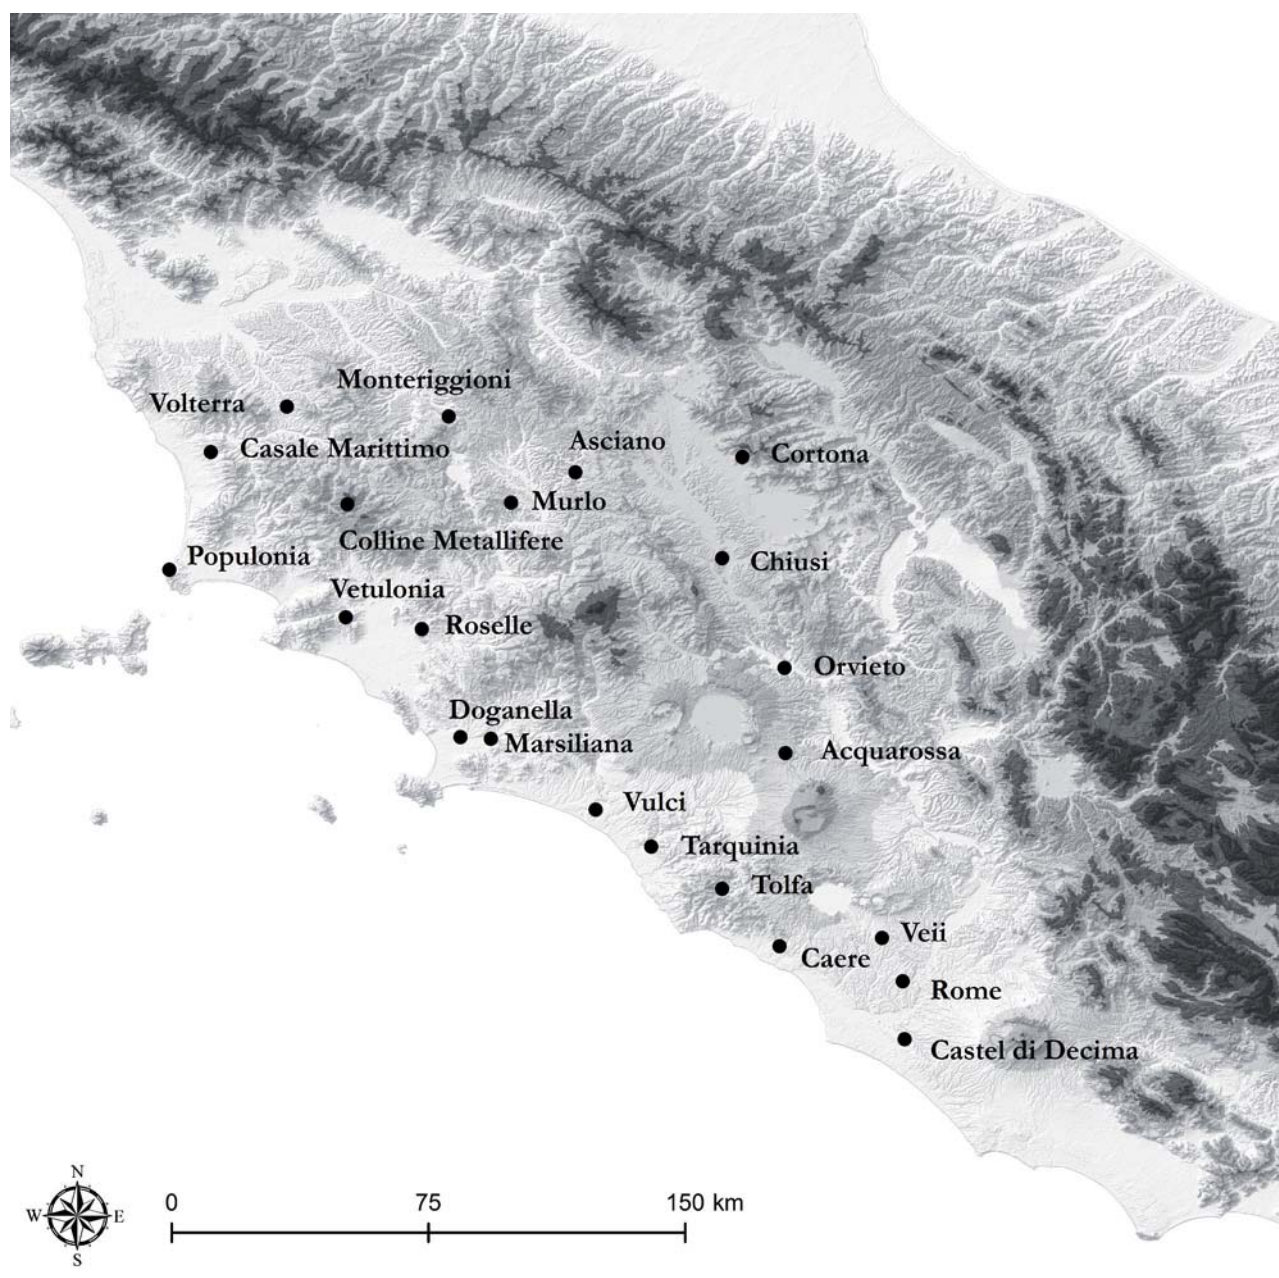 Monteriggioni
Volterra
Asciano
Casale Marittimo
Cortona
Murlo
Colline Metallifere
Populonia
Chiusi
Vetulonia
Roselle
Orvieto
Doganella
Marsiliana
Acquarossa
Vulci
Tarquinia
Tolfa
Veii
Caere
Rome
Castel di Decima
N
W E
S
0 75 150 km